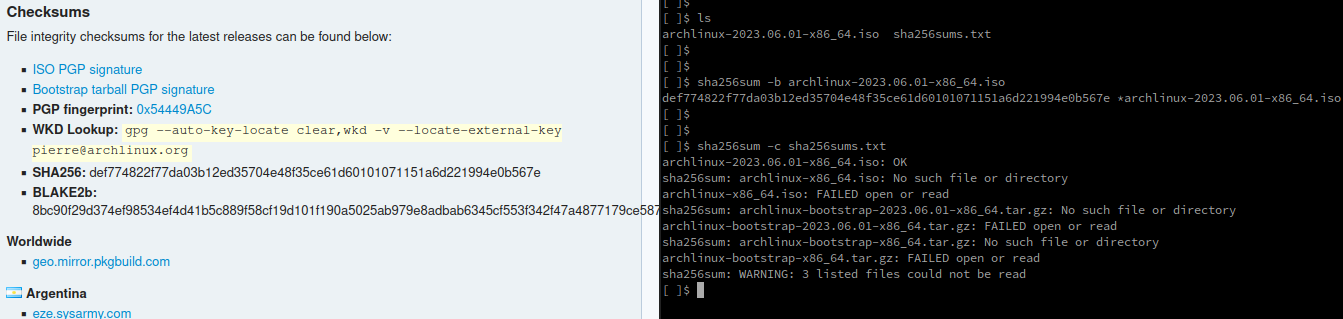 Checksums
File integrity checksums for the latest releases can be found below:
ISO PGP signature
Bootstrap tarball PGP signature
PGP fingerprint: 0x54449A5C
WKD Lookup: gpg --auto-key-locate clear,wkd -v --locate-external-key
pierre@archlinux.org
SHA256: def774822f77da03b12ed35704e48f35ce61d60101071151a6d221994e0b567e
BLAKE2b:
8bc90f29d374ef98534ef4d41b5c889f58cf19d101f190a5025ab979e8adbab6345cf553f342f47a4877179ce587
Worldwide
geo.mirror.pkgbuild.com
Argentina
eze.sysarmy.com
[ ]$
[ ]$ ls
archlinux-2023.06.01-x86_64.iso  sha256sums.txt
[ ]$
[ ]$
[ ]$ sha256sum -b archlinux-2023.06.01-x86_64.iso
def774822f77da03b12ed35704e48f35ce61d60101071151a6d221994e0b567e *archlinux-2023.06.01-x86_64.iso
[ ]$
[ ]$
[ ]$ sha256sum -c sha256sums.txt
archlinux-2023.06.01-x86_64.iso: OK
sha256sum: archlinux-x86_64.iso: No such file or directory
archlinux-x86_64.iso: FAILED open or read
sha256sum: archlinux-bootstrap-2023.06.01-x86_64.tar.gz: No such file or directory
archlinux-bootstrap-2023.06.01-x86_64.tar.gz: FAILED open or read
sha256sum: archlinux-bootstrap-x86_64.tar.gz: No such file or directory
archlinux-bootstrap-x86_64.tar.gz: FAILED open or read
sha256sum: WARNING: 3 listed files could not be read
[ ]$